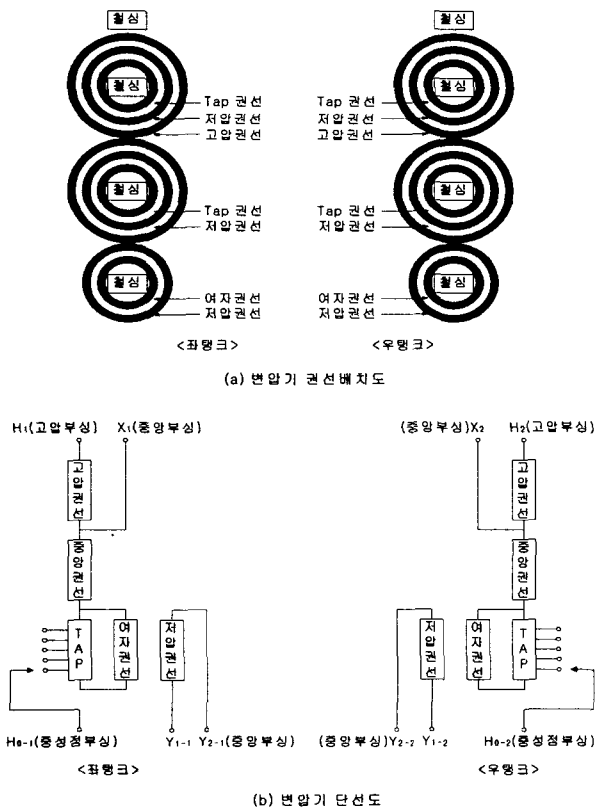 철심 철심
철심 철심
Tap 권선 Tap 권선
저압권선 저압권선
고압권선 고압권선
철심 철심
Tap 권선 Tap 권선
저압권선 저압권선
철심 철심
여자권선 여자권선
저압권선 저압권선
<좌탱크> <우탱크>
(a) 변압기 권선배치도
H₁(고압부싱) X₁(중앙부싱) (중앙부싱)X₂ H₂(고압부싱)
고압권선 고압권선
중앙권선 중앙권선
TAP 여자권선 저압권선 저압권선 여자권선 TAP
H₀₋₁(중성점부싱) Y₁₋₁ Y₂₋₁(중앙부싱) (중앙부싱)Y₂₋₂ Y₁₋₂ H₀₋₂(중성점부싱)
<좌탱크> <우탱크>
(b) 변압기 단선도